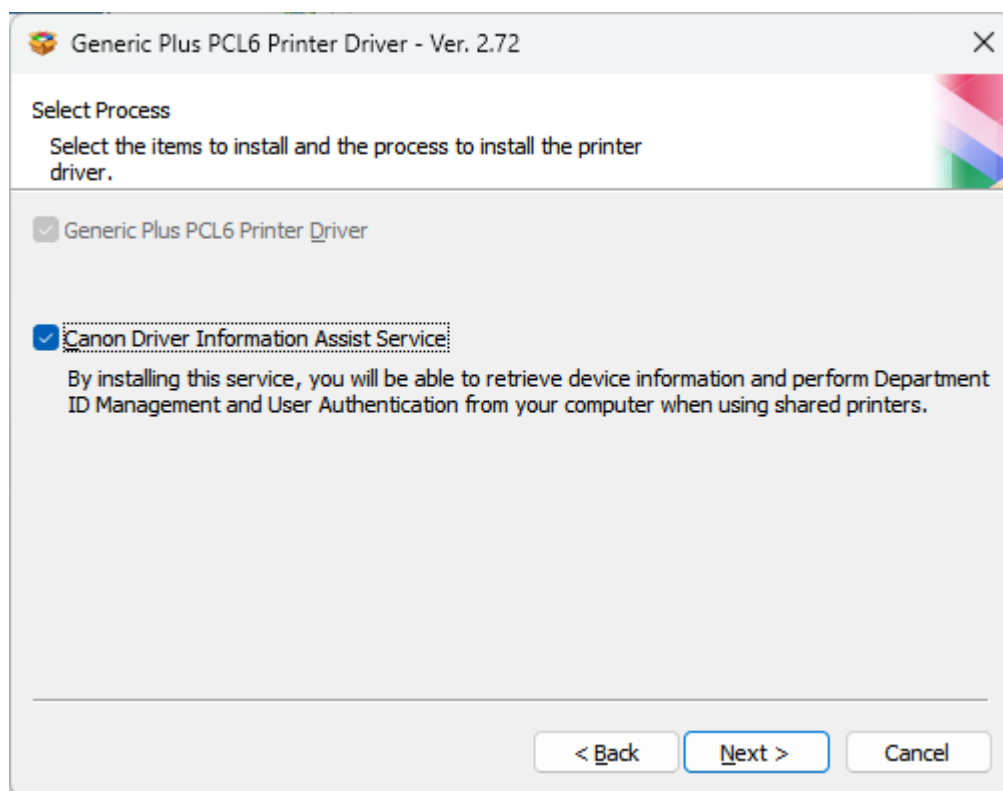 Generic Plus PCL6 Printer Driver - Ver. 2.72
Select Process
Select the items to install and the process to install the printer
driver.
Generic Plus PCL6 Printer Driver
Canon Driver Information Assist Service
By installing this service, you will be able to retrieve device information and perform Department
ID Management and User Authentication from your computer when using shared printers.
< Back
Next >
Cancel